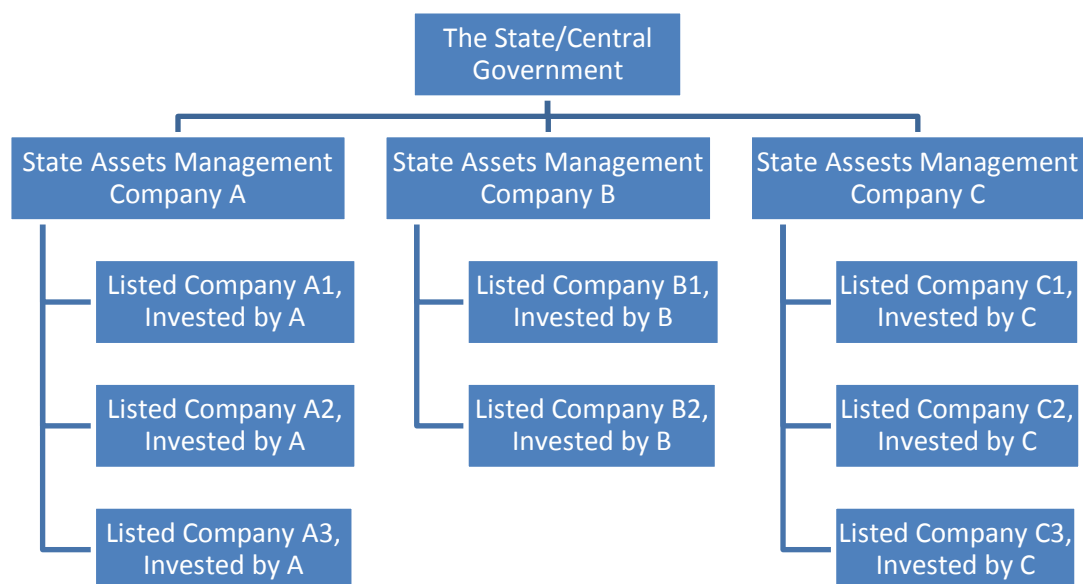 The State/Central
Government
State Assets Management
Company A
State Assets Management
Company B
State Assests Management
Company C
Listed Company A1,
Invested by A
Listed Company B1,
Invested by B
Listed Company C1,
Invested by C
Listed Company A2,
Invested by A
Listed Company B2,
Invested by B
Listed Company C2,
Invested by C
Listed Company A3,
Invested by A
Listed Company C3,
Invested by C